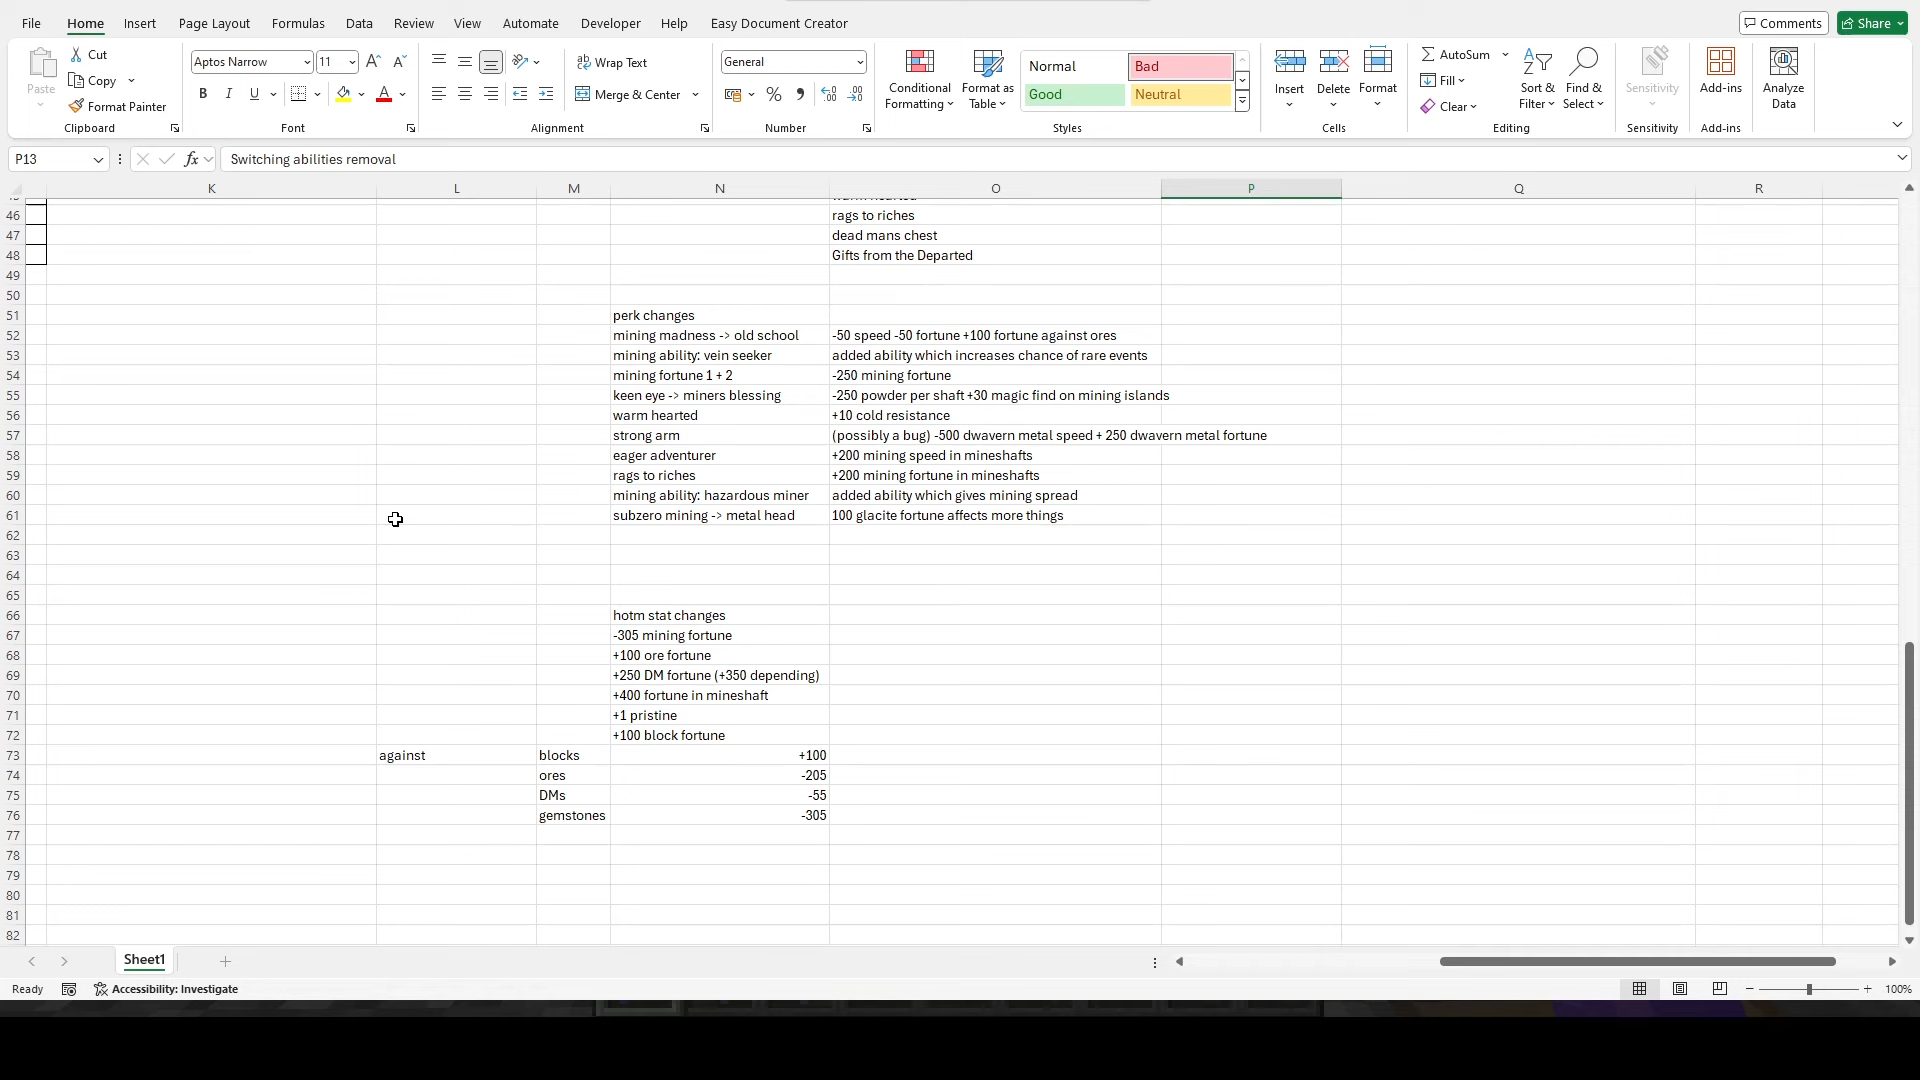 File Home Insert Page Layout Formulas Data Review View Automate Developer Help Easy Document Creator Comments Share
Cut
Copy
Format Painter
Paste
Clipboard
Aptos Narrow 11 A A
B I U A
Font
Wrap Text
Merge & Center
Alignment
General
% ,
Number
Conditional Formatting
Format as Table
Normal Bad
Good Neutral
Styles
Insert Delete Format
Cells
AutoSum
Fill
Clear
Sort & Filter
Find & Select
Editing
Sensitivity
Sensitivity
Add-ins
Add-ins
Analyze Data
P13 fx Switching abilities removal
K L M N O P Q R
46 rags to riches
47 dead mans chest
48 Gifts from the Departed
49
50
51 perk changes
52 mining madness -> old school -50 speed -50 fortune +100 fortune against ores
53 mining ability: vein seeker added ability which increases chance of rare events
54 mining fortune 1 + 2 -250 mining fortune
55 keen eye -> miners blessing -250 powder per shaft +30 magic find on mining islands
56 warm hearted +10 cold resistance
57 strong arm (possibly a bug) -500 dwavern metal speed + 250 dwavern metal fortune
58 eager adventurer +200 mining speed in mineshafts
59 rags to riches +200 mining fortune in mineshafts
60 mining ability: hazardous miner added ability which gives mining spread
61 subzero mining -> metal head 100 glacite fortune affects more things
62
63
64
65
66 hotm stat changes
67 -305 mining fortune
68 +100 ore fortune
69 +250 DM fortune (+350 depending)
70 +400 fortune in mineshaft
71 +1 pristine
72 +100 block fortune
73 against blocks +100
74 ores -205
75 DMs -55
76 gemstones -305
77
78
79
80
81
82
Sheet1
Ready Accessibility: Investigate 100%